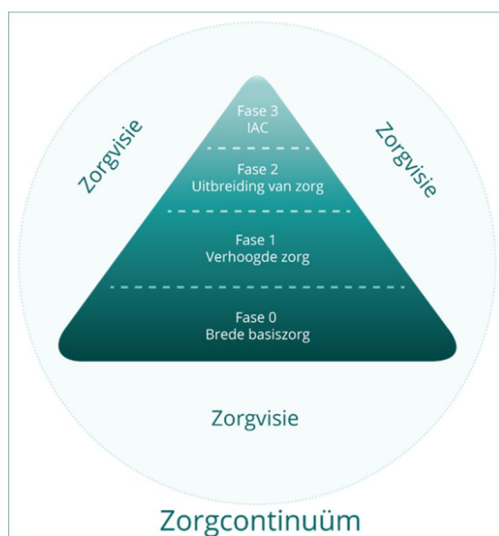 Zorgvisie
Zorgvisie
Fase 3
IAC
Fase 2
Uitbreiding van zorg
Fase 1
Verhoogde zorg
Fase 0
Brede basiszorg
Zorgvisie
Zorgcontinuüm